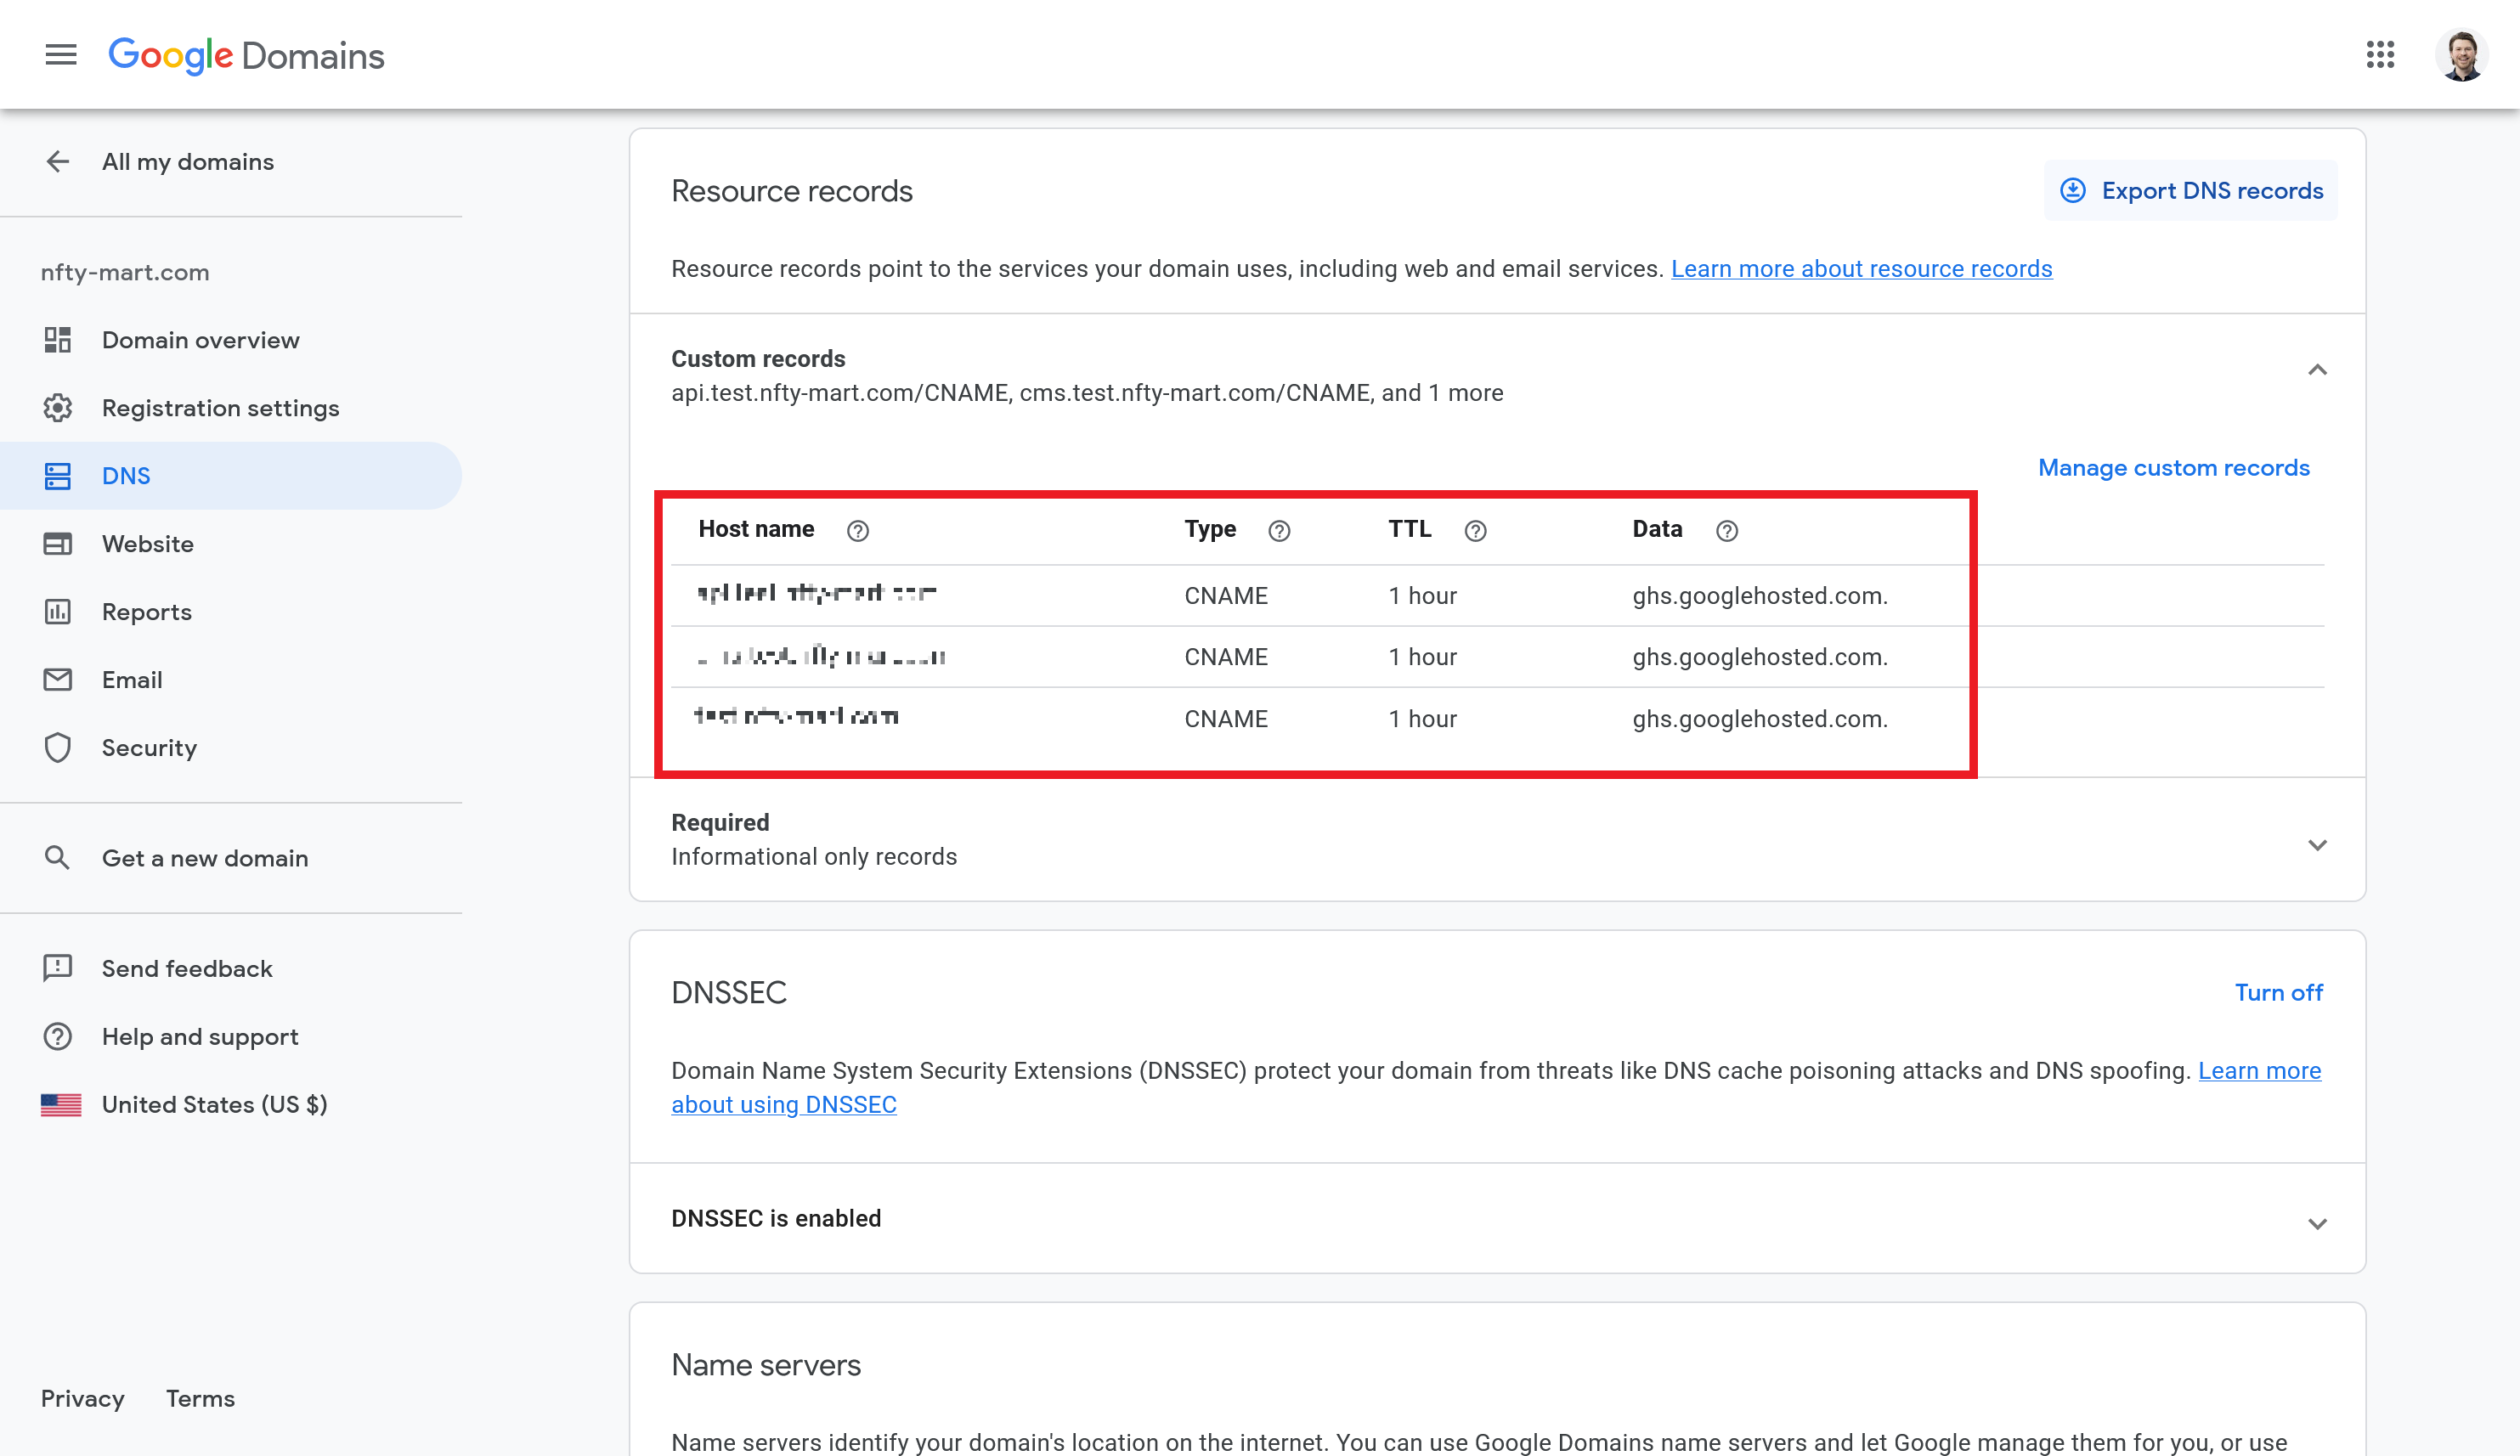 Google Domains
All my domains
nfty-mart.com
Domain overview
Registration settings
DNS
Website
Reports
Email
Security
Get a new domain
Send feedback
Help and support
United States (US $)
Privacy Terms
Resource records
Export DNS records
Resource records point to the services your domain uses, including web and email services. Learn more about resource records
Custom records
api.test.nfty-mart.com/CNAME, cms.test.nfty-mart.com/CNAME, and 1 more
Manage custom records
Host name Type TTL Data
CNAME 1 hour ghs.googlehosted.com.
CNAME 1 hour ghs.googlehosted.com.
CNAME 1 hour ghs.googlehosted.com.
Required
Informational only records
DNSSEC
Turn off
Domain Name System Security Extensions (DNSSEC) protect your domain from threats like DNS cache poisoning attacks and DNS spoofing. Learn more
about using DNSSEC
DNSSEC is enabled
Name servers
Name servers identify your domain's location on the internet. You can use Google Domains name servers and let Google manage them for you, or use